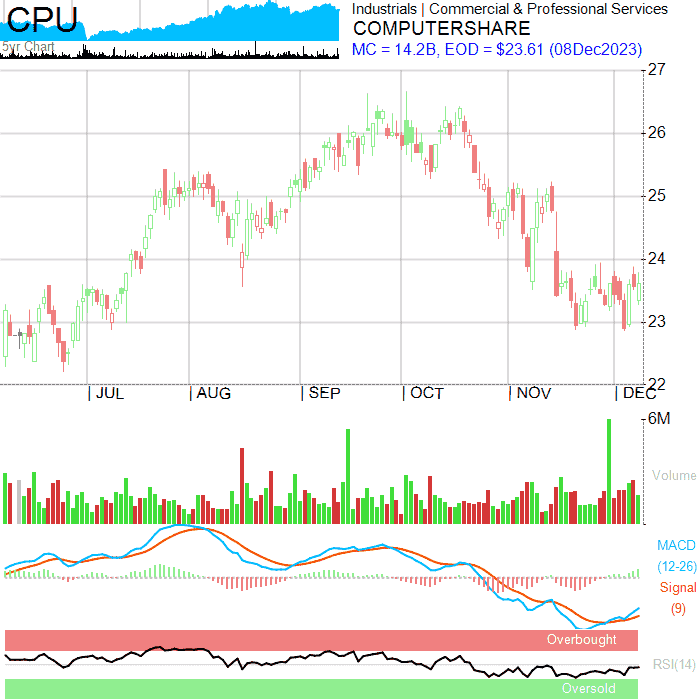 CPU
5yr Chart
Industrials | Commercial & Professional Services
COMPUTERSHARE
MC = 14.2B, EOD = $23.61 (08Dec2023)
27
26
25
24
23
22
JUL AUG SEP OCT NOV DEC
6M
Volume
MACD
(12-26)
Signal
(9)
Overbought
RSI(14)
Oversold